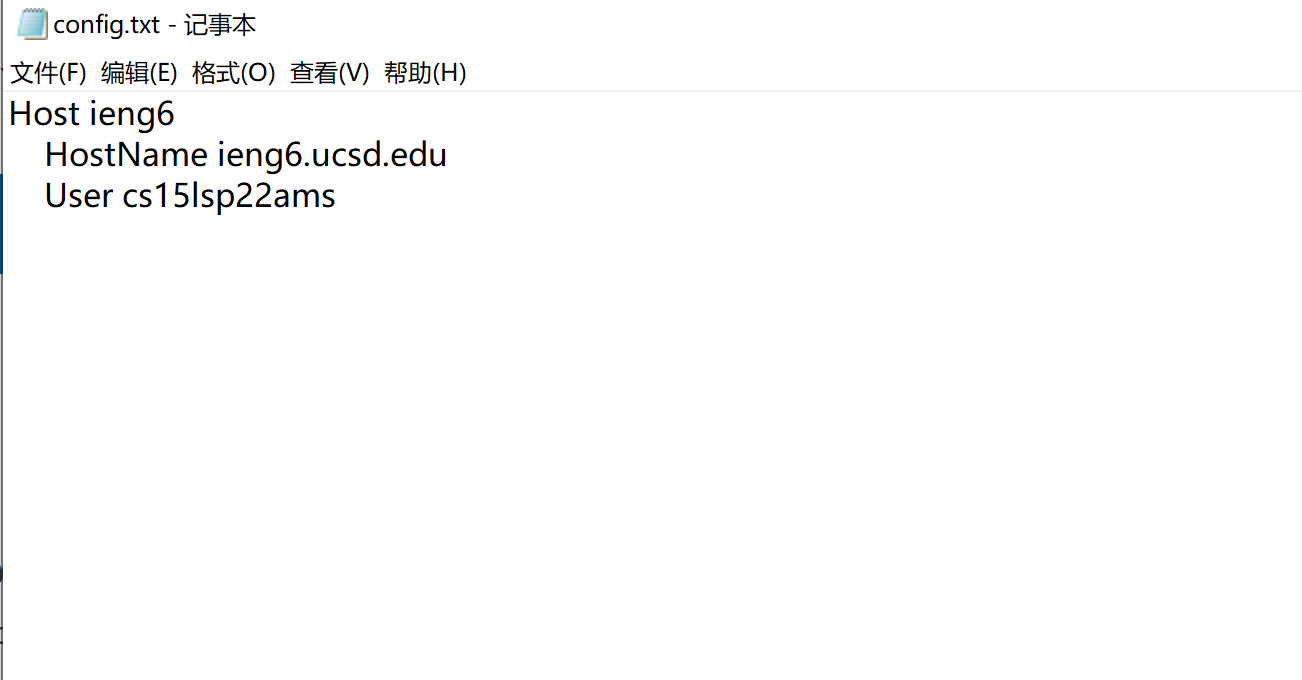 config.txt - 记事本
文件(F) 编辑(E) 格式(O) 查看(V) 帮助(H)
Host ieng6
HostName ieng6.ucsd.edu
User cs15lsp22ams